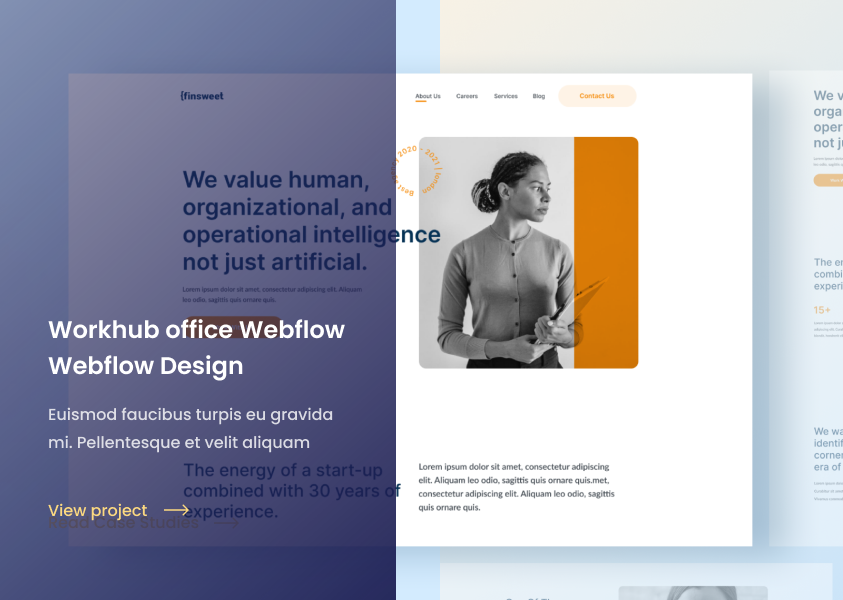 {finsweet
About Us
Careers
Services
Blog
Contact Us
Best 2020 - 2021 | london
We value human,
organizational, and
operational intelligence
not just artificial.
Lorem ipsum dolor sit amet, consectetur adipiscing elit. Aliquam
leo odio, sagittis quis ornare quis.
Workhub office Webflow
Webflow Design
Euismod faucibus turpis eu gravida
mi. Pellentesque et velit aliquam
The energy of a start-up
combined with 30 years of
experience.
View project
Read Case Studies
Lorem ipsum dolor sit amet, consectetur adipiscing
elit. Aliquam leo odio, sagittis quis ornare quis.met,
consectetur adipiscing elit. Aliquam leo odio, sagittis
quis ornare quis.
We v
orga
oper
not ju
The en
combi
experi
15+
We wa
identif
corner
era of